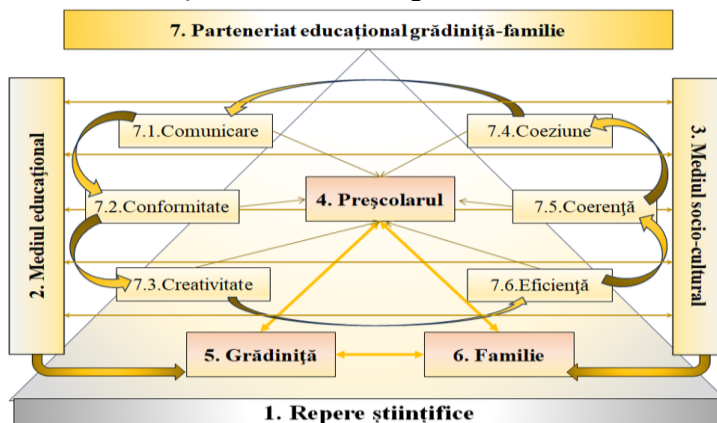 7. Parteneriat educațional grădiniță-familie
2. Mediul educațional
3. Mediul socio-cultural
7.1.Comunicare
7.4.Coeziune
4. Preșcolarul
7.2.Conformitate
7.5.Coerență
7.3.Creativitate
7.6.Eficiență
5. Grădiniță
6. Familie
1. Repere științifice